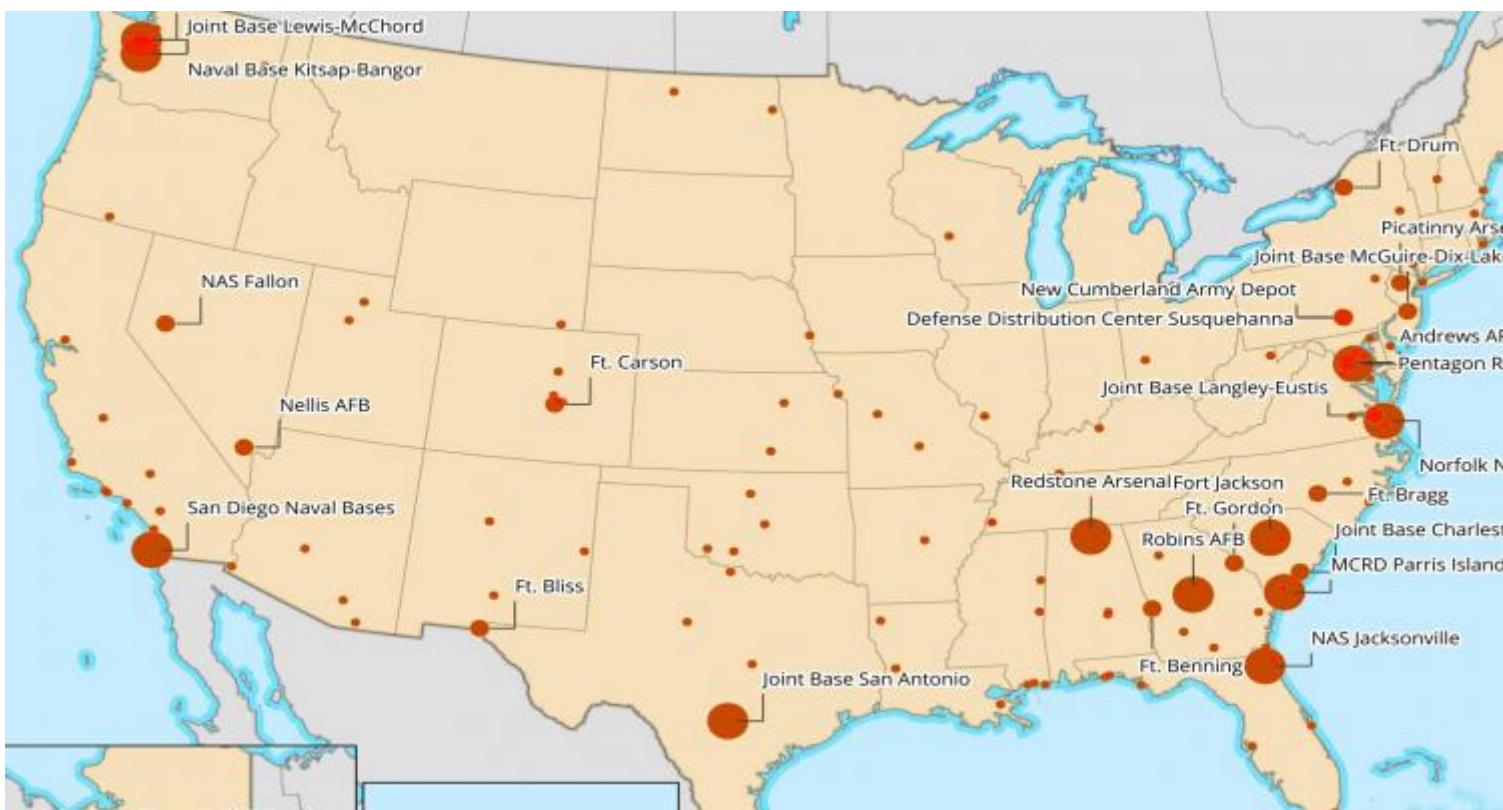 Joint Base Lewis-McChord
Naval Base Kitsap-Bangor
Ft. Drum
Picatinny Arse
Joint Base McGuire-Dix-Lak
NAS Fallon
New Cumberland Army Depot
Defense Distribution Center Susquehanna
Andrews AF
Ft. Carson
Pentagon R
Joint Base Langley-Eustis
Nellis AFB
Norfolk N
Redstone Arsenal
Fort Jackson
Ft. Bragg
San Diego Naval Bases
Ft. Gordon
Joint Base Charlest
Robins AFB
MCRD Parris Island
Ft. Bliss
NAS Jacksonville
Ft. Benning
Joint Base San Antonio